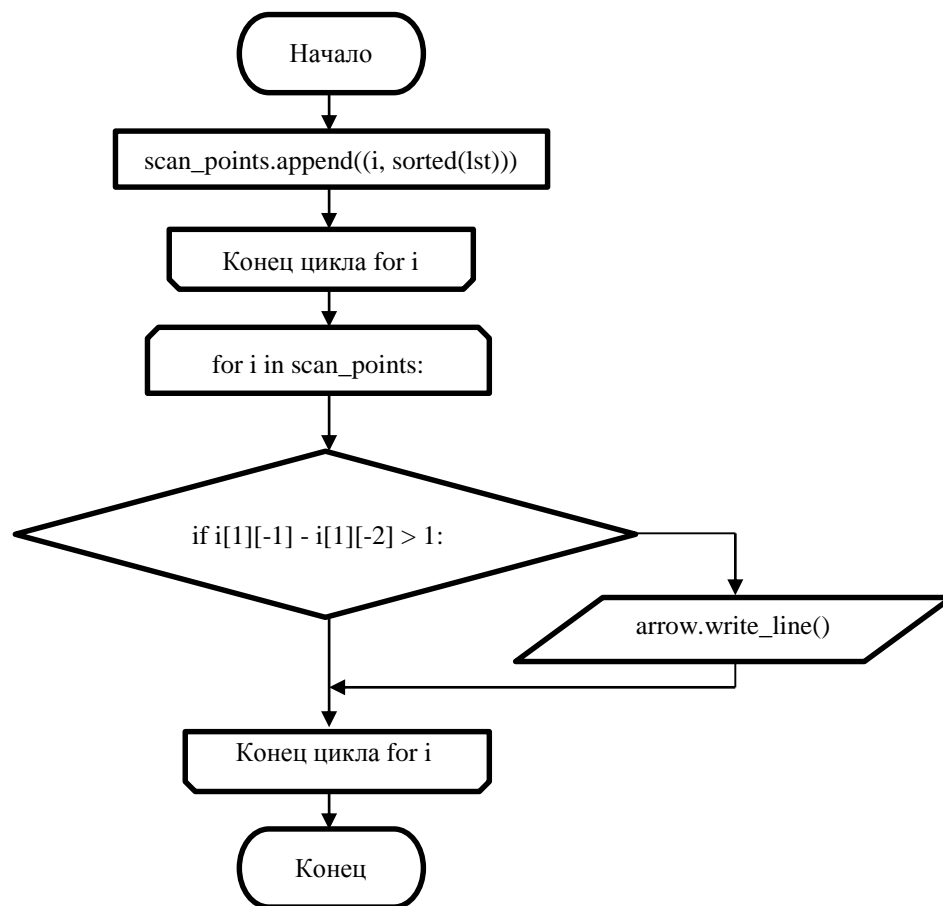 Начало
scan_points.append((i, sorted(lst)))
Конец цикла for i
for i in scan_points:
if i[1][-1] - i[1][-2] > 1:
arrow.write_line()
Конец цикла for i
Конец